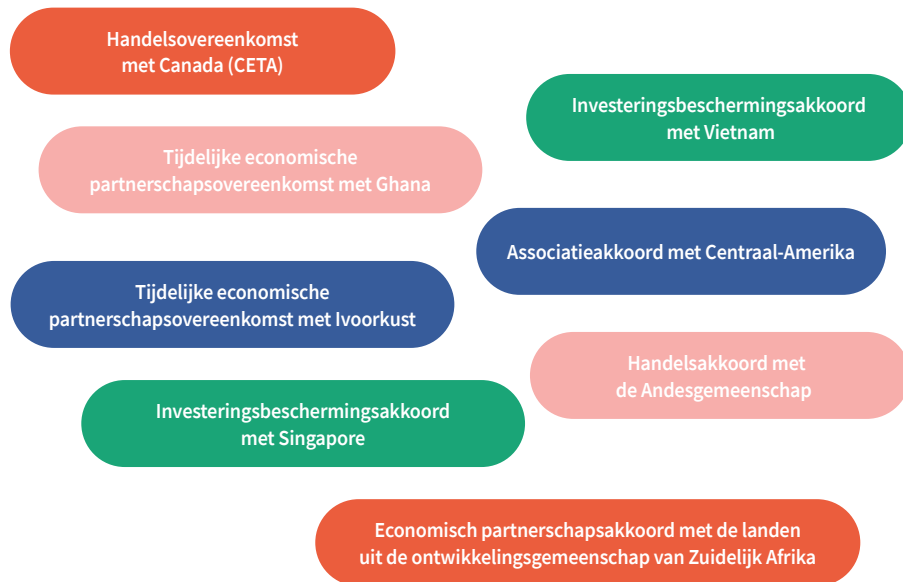 Handelsovereenkomst
met Canada (CETA)
Investeringsbeschermingsakkoord
met Vietnam
Tijdelijke economische
partnerschapsovereenkomst met Ghana
Associatieakkoord met Centraal-Amerika
Tijdelijke economische
partnerschapsovereenkomst met Ivoorkust
Handelsakkoord met
de Andesgemeenschap
Investeringsbeschermingsakkoord
met Singapore
Economisch partnerschapsakkoord met de landen
uit de ontwikkelingsgemeenschap van Zuidelijk Afrika